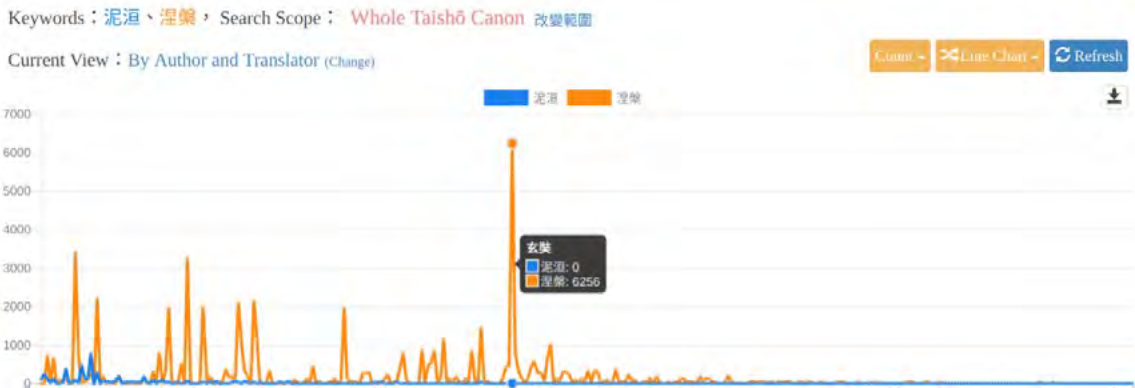 Keywords：泥洹、涅槃， Search Scope： Whole Taishō Canon 改變範圍
Current View：By Author and Translator (Change)
Count Line Chart Refresh
泥洹 涅槃
7000
6000
5000
4000
3000
2000
1000
0
玄奘
泥洹: 0
涅槃: 6256